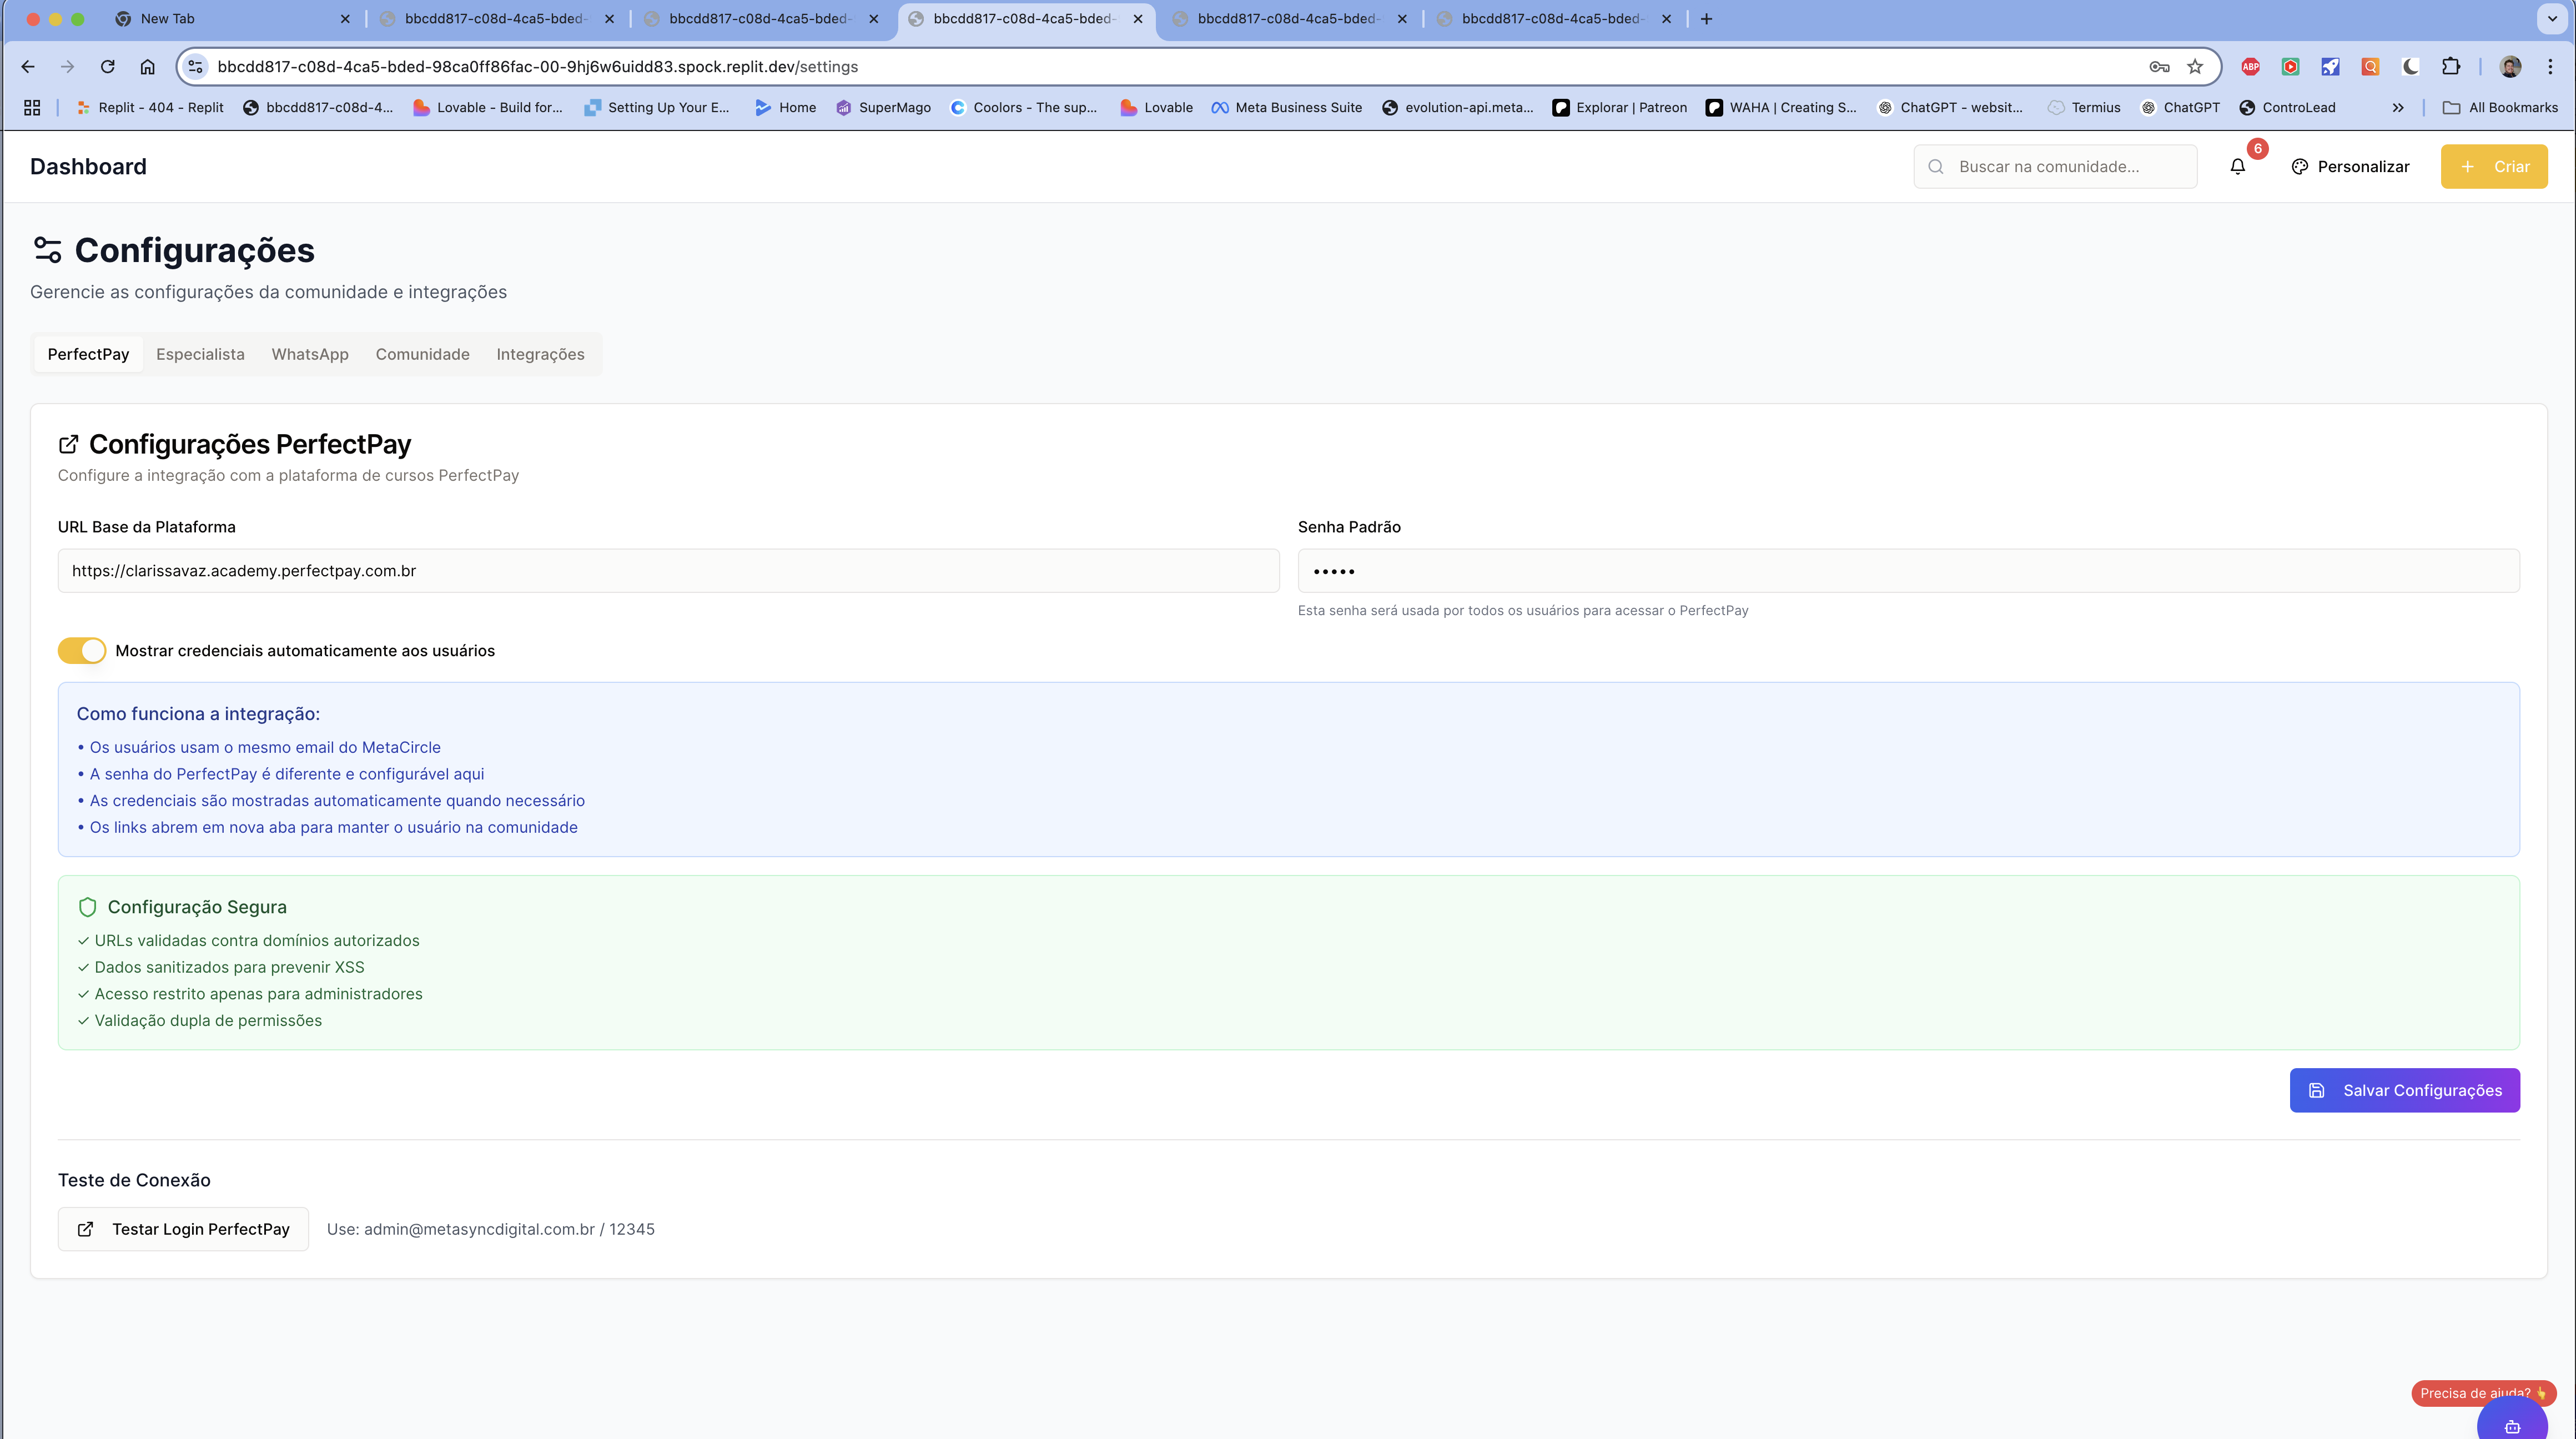 New Tab
bbcdd817-c08d-4ca5-bded-
bbcdd817-c08d-4ca5-bded-
bbcdd817-c08d-4ca5-bded-
bbcdd817-c08d-4ca5-bded-
bbcdd817-c08d-4ca5-bded-
bbcdd817-c08d-4ca5-bded-98ca0ff86fac-00-9hj6w6uidd83.spock.replit.dev/settings
ABP
Replit - 404 - Replit
bbcdd817-c08d-4...
Lovable - Build for...
Setting Up Your E...
Home
SuperMago
Coolors - The sup...
Lovable
Meta Business Suite
evolution-api.meta...
Explorar | Patreon
WAHA | Creating S...
ChatGPT - websit...
Termius
ChatGPT
ControLead
All Bookmarks
Dashboard
Buscar na comunidade...
6
Personalizar
Criar
Configurações
Gerencie as configurações da comunidade e integrações
PerfectPay
Especialista
WhatsApp
Comunidade
Integrações
Configurações PerfectPay
Configure a integração com a plataforma de cursos PerfectPay
URL Base da Plataforma
Senha Padrão
https://clarissavaz.academy.perfectpay.com.br
•••••
Esta senha será usada por todos os usuários para acessar o PerfectPay
Mostrar credenciais automaticamente aos usuários
Como funciona a integração:
• Os usuários usam o mesmo email do MetaCircle
• A senha do PerfectPay é diferente e configurável aqui
• As credenciais são mostradas automaticamente quando necessário
• Os links abrem em nova aba para manter o usuário na comunidade
Configuração Segura
✓ URLs validadas contra domínios autorizados
✓ Dados sanitizados para prevenir XSS
✓ Acesso restrito apenas para administradores
✓ Validação dupla de permissões
Salvar Configurações
Teste de Conexão
Testar Login PerfectPay
Use: admin@metasyncdigital.com.br / 12345
Precisa de ajuda? 👆